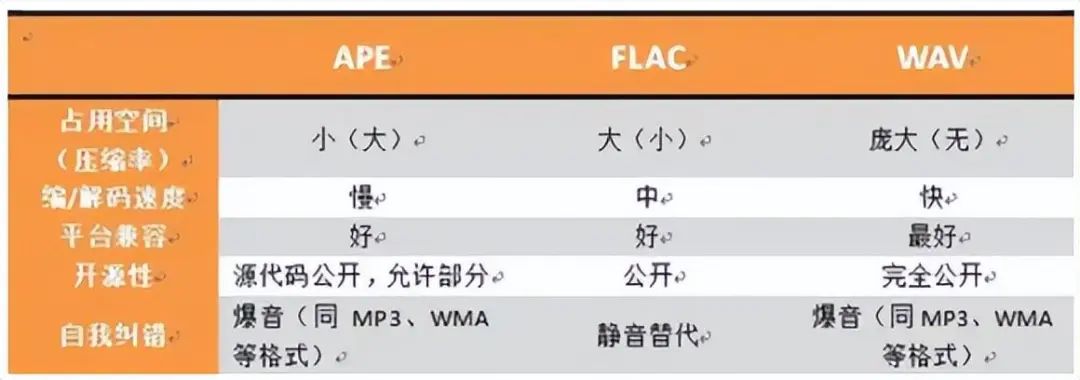 APE FLAC WAV
占用空间 小（大） 大（小） 庞大（无）
（压缩率）
编/解码速度 慢 中 快
平台兼容 好 好 最好
开源性 源代码公开，允许部分 公开 完全公开
自我纠错 爆音（同 MP3、WMA 静音替代 爆音（同 MP3、WMA
等格式） 等格式）